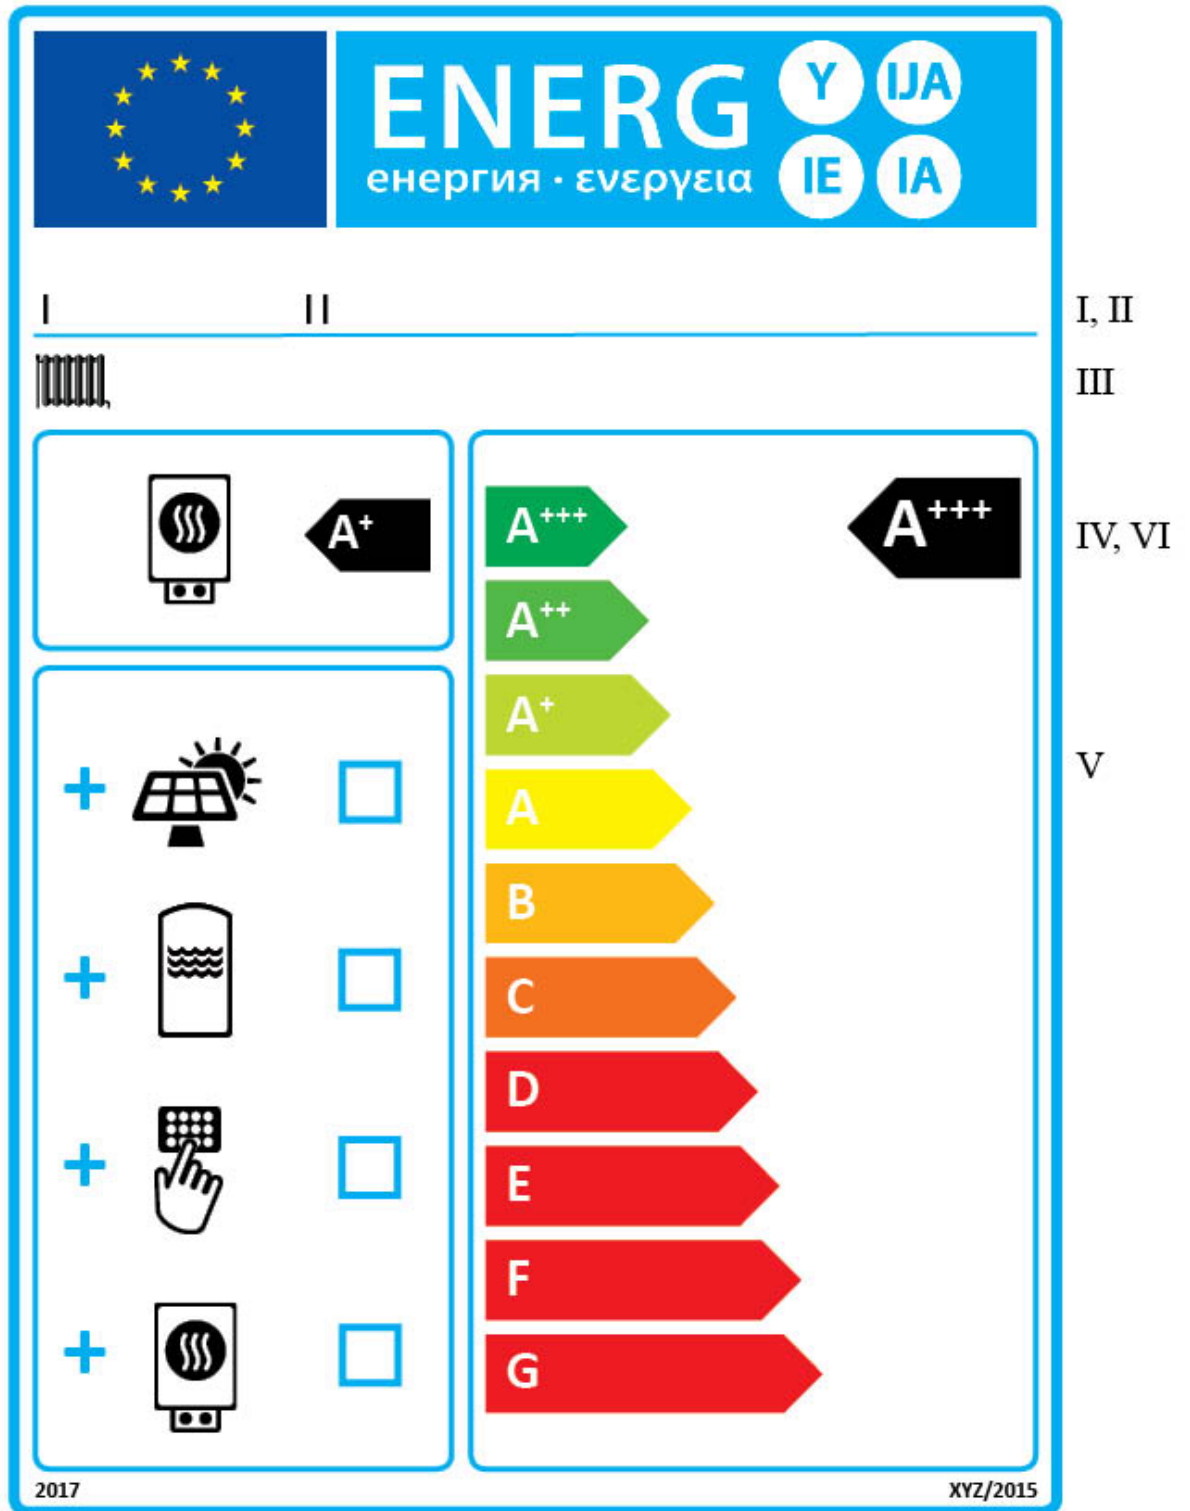 ENERG Y IJA
енергия · ενεργεια IE IA
I II I, II
III
A+ A+++ A+++ IV, VI
A++
A+
V
A
B
C
D
E
F
G
2017 XYZ/2015